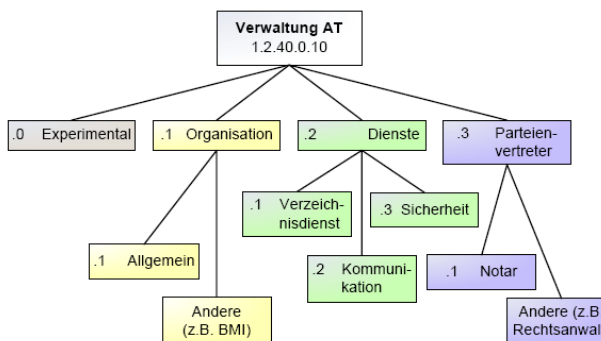 Verwaltung AT
1.2.40.0.10
.0 Experimental
.1 Organisation
.2 Dienste
.3 Parteien-
vertreter
.1 Verzeich-
nisdienst
.3 Sicherheit
.1 Allgemein
.2 Kommuni-
kation
.1 Notar
Andere
(z.B. BMI)
Andere (z.B
Rechtsanwal